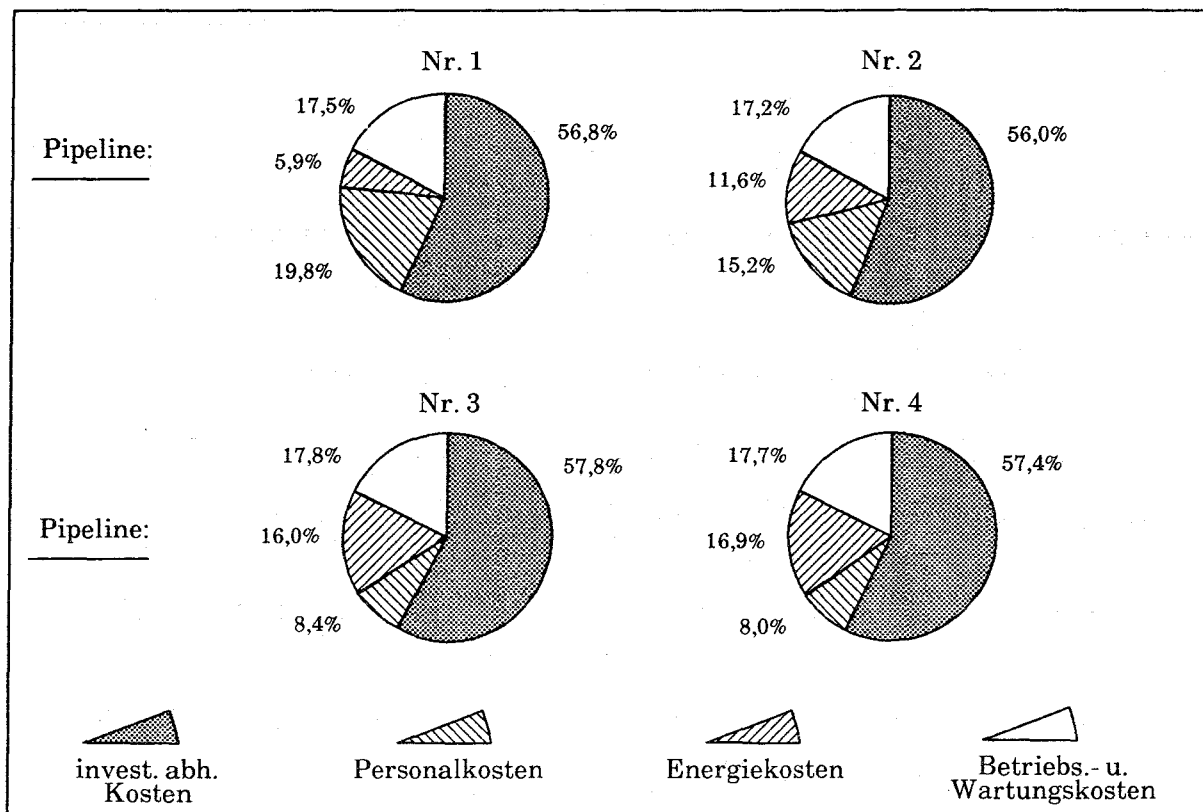 Nr. 1
Nr. 2
Pipeline:
17,5%
56,8%
5,9%
19,8%
17,2%
56,0%
11,6%
15,2%
Nr. 3
Nr. 4
Pipeline:
17,8%
57,8%
16,0%
8,4%
17,7%
57,4%
16,9%
8,0%
invest. abh.
Kosten
Personalkosten
Energiekosten
Betriebs.- u.
Wartungskosten